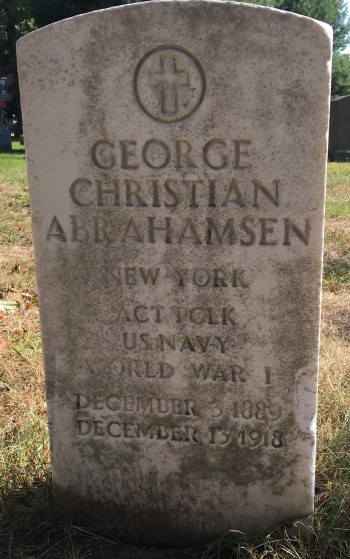 GEORGE
CHRISTIAN
ABRAHAMSEN
NEW YORK
ACT PCLK
US NAVY
WORLD WAR I
DECEMBER 3 1889
DECEMBER 13 1918